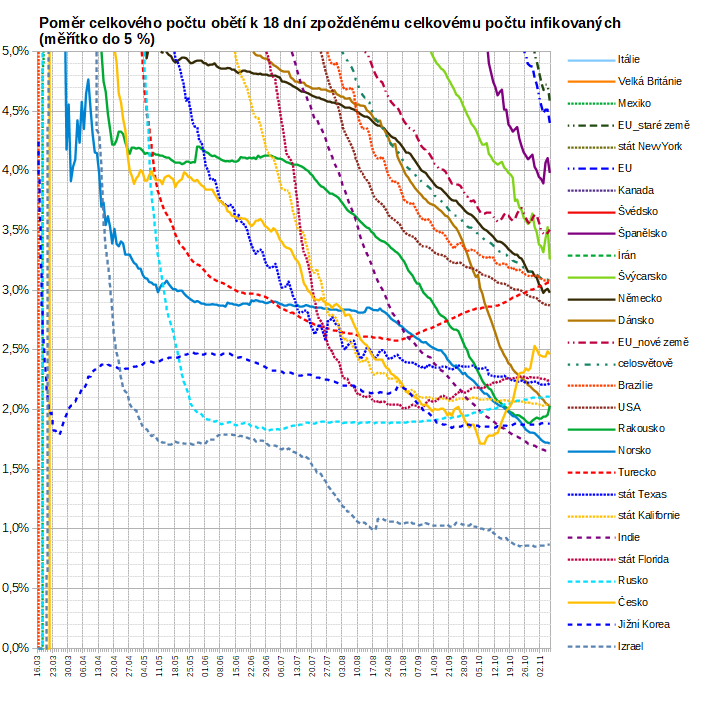 Poměr celkového počtu obětí k 18 dní zpožděnému celkovému počtu infikovaných
(měřítko do 5 %)
5,0%
4,5%
4,0%
3,5%
3,0%
2,5%
2,0%
1,5%
1,0%
0,5%
0,0%
16.03
23.03
30.03
06.04
13.04
20.04
27.04
04.05
11.05
18.05
25.05
01.06
08.06
15.06
22.06
29.06
06.07
13.07
20.07
27.07
03.08
10.08
17.08
24.08
31.08
07.09
14.09
21.09
28.09
05.10
12.10
19.10
26.10
02.11
Itálie
Velká Británie
Mexiko
EU_staré země
stát NewYork
EU
Kanada
Švédsko
Španělsko
Irán
Švýcarsko
Německo
Dánsko
EU_nové země
celosvětově
Brazílie
USA
Rakousko
Norsko
Turecko
stát Texas
stát Kalifornie
Indie
stát Florida
Rusko
Česko
Jižní Korea
Izrael